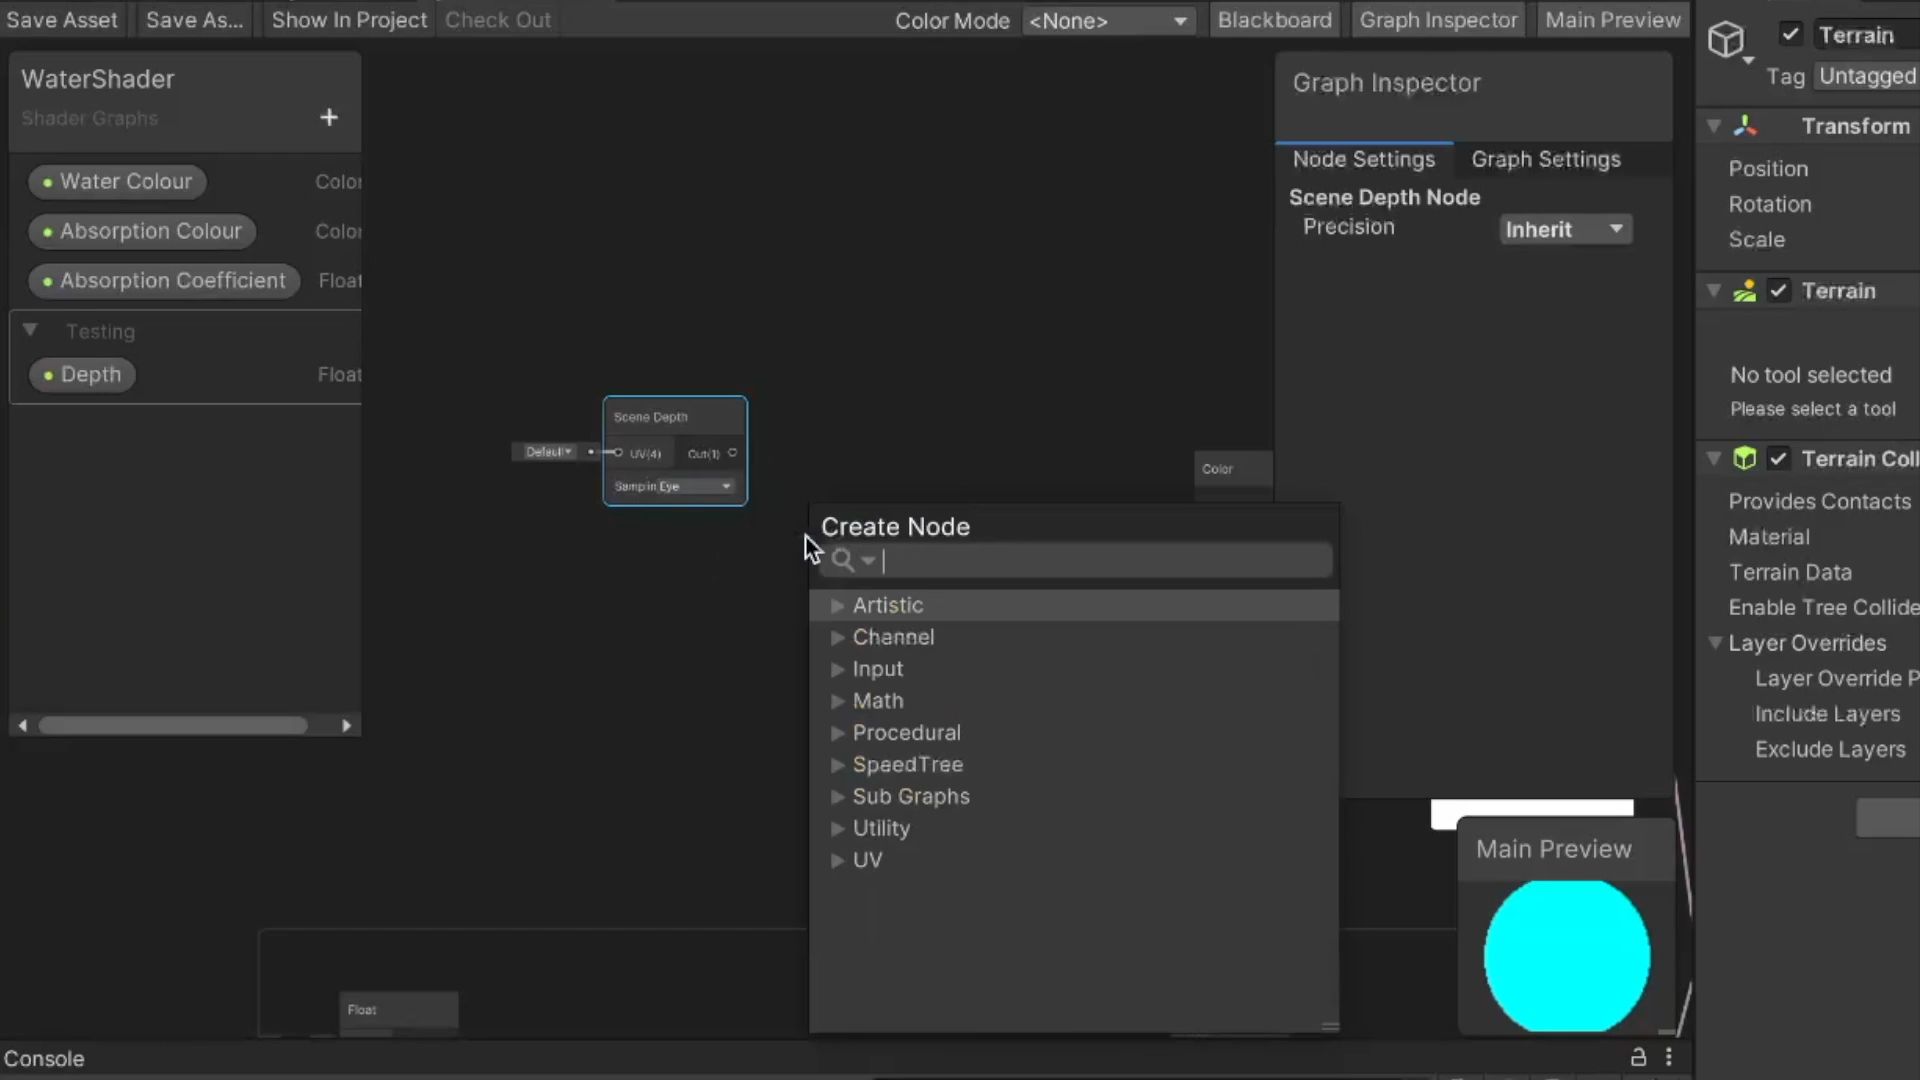 Save Asset
Save As...
Show In Project
Check Out
Color Mode
<None>
Blackboard
Graph Inspector
Main Preview
WaterShader
Shader Graphs
+
Water Colour
Color
Absorption Colour
Color
Absorption Coefficient
Float
Testing
Depth
Float
Scene Depth
Default
UV(4)
Out(1)
Samplin
Eye
Color
Create Node
Artistic
Channel
Input
Math
Procedural
SpeedTree
Sub Graphs
Utility
UV
Float
Graph Inspector
Node Settings
Graph Settings
Scene Depth Node
Precision
Inherit
Main Preview
Terrain
Tag
Untagged
Transform
Position
Rotation
Scale
Terrain
No tool selected
Please select a tool
Terrain Coll
Provides Contacts
Material
Terrain Data
Enable Tree Collide
Layer Overrides
Layer Override P
Include Layers
Exclude Layers
Console